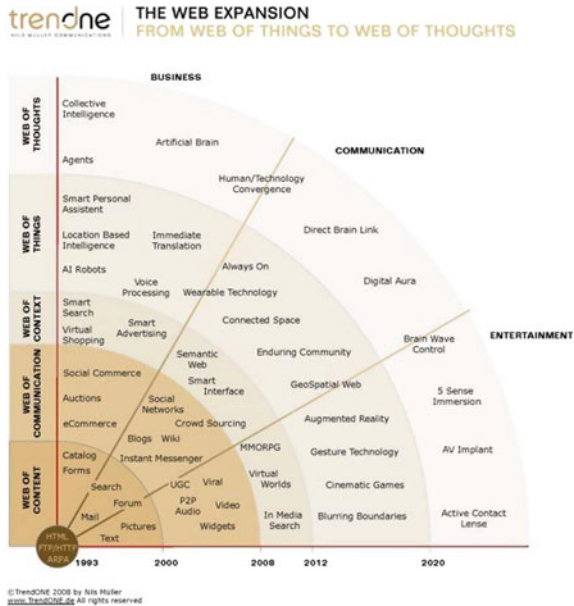 trendone
NILS MÜLLER COMMUNICATIONS
THE WEB EXPANSION
FROM WEB OF THINGS TO WEB OF THOUGHTS
BUSINESS
COMMUNICATION
ENTERTAINMENT
WEB OF
THOUGHTS
Collective
Intelligence
Artificial Brain
Agents
Human/Technology
Convergence
Direct Brain Link
Digital Aura
Brain Wave
Control
5 Sense
Immersion
AV Implant
Active Contact
Lense
WEB OF
THINGS
Smart Personal
Assistent
Location Based
Intelligence
Immediate
Translation
AI Robots
Voice
Processing
Always On
Wearable Technology
Connected Space
Enduring Community
GeoSpatial Web
Augmented Reality
Gesture Technology
Cinematic Games
Blurring Boundaries
WEB OF
CONTEXT
Smart
Search
Virtual
Shopping
Smart
Advertising
Semantic
Web
Smart
Interface
MMORPG
Virtual
Worlds
In Media
Search
WEB OF
COMMUNICATION
Social Commerce
Auctions
Social
Networks
eCommerce
Crowd Sourcing
Blogs
Wiki
Instant Messenger
UGC
Viral
P2P
Audio
Video
Widgets
WEB OF
CONTENT
Catalog
Forms
Search
Forum
Mail
Pictures
Text
HTML
FTP/HTTP
ARPA
1993
2000
2008
2012
2020
©TrendONE 2008 by Nils Müller
www.TrendONE.de All rights reserved